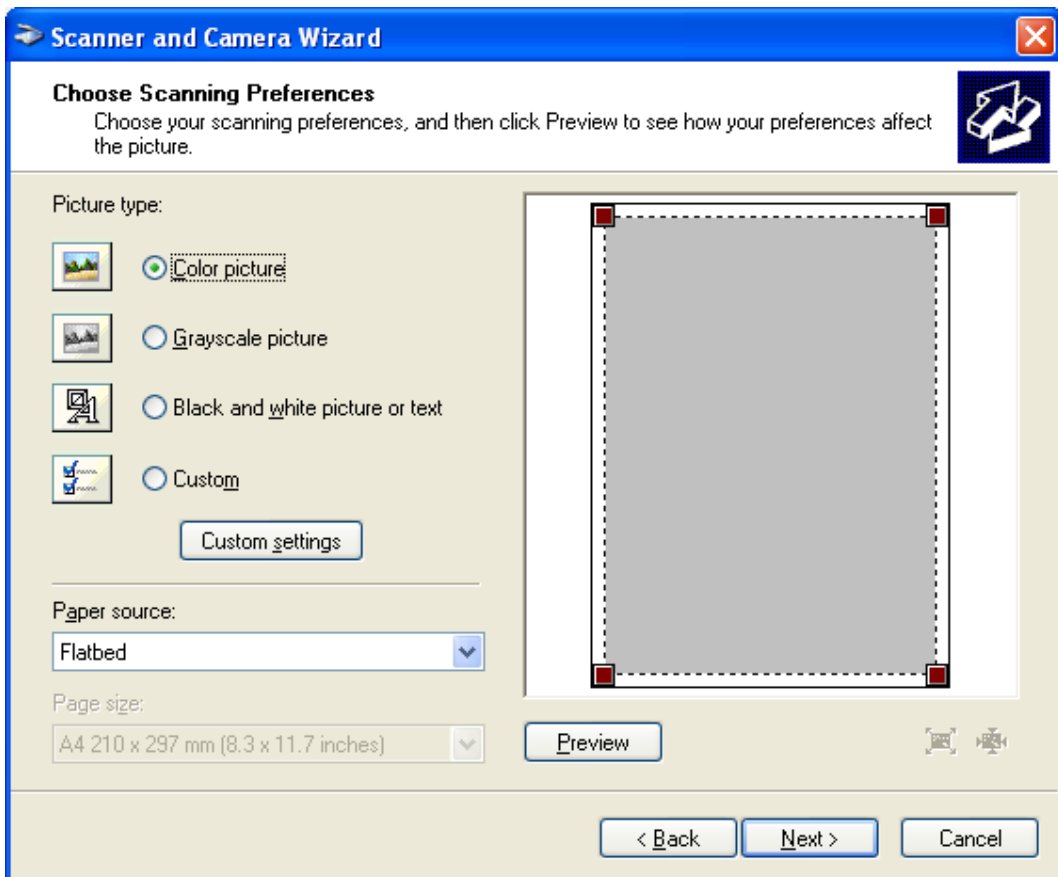 Scanner and Camera Wizard
Choose Scanning Preferences
Choose your scanning preferences, and then click Preview to see how your preferences affect
the picture.
Picture type:
Color picture
Grayscale picture
Black and white picture or text
Custom
Custom settings
Paper source:
Flatbed
Page size:
A4 210 x 297 mm (8.3 x 11.7 inches)
Preview
< Back
Next >
Cancel